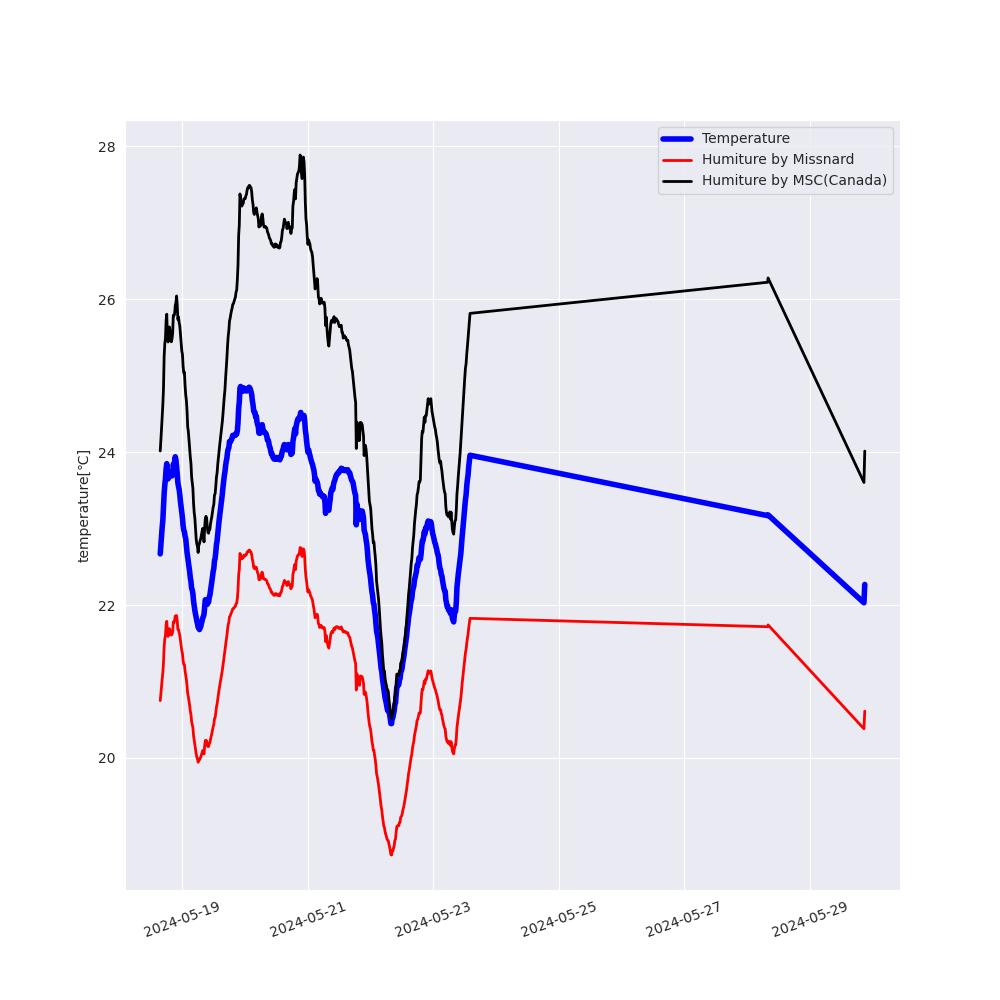 Temperature
Humiture by Missnard
Humiture by MSC(Canada)
temperature[℃]
28
26
24
22
20
2024-05-19
2024-05-21
2024-05-23
2024-05-25
2024-05-27
2024-05-29